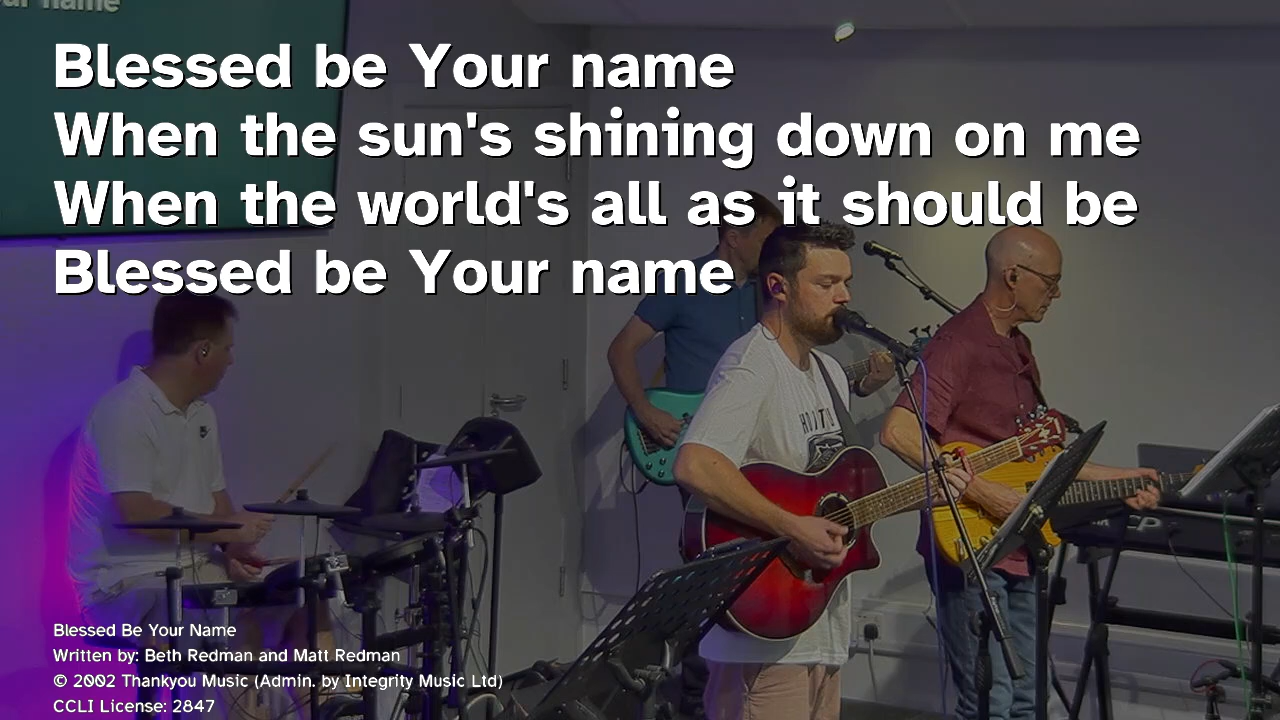 Your name
Blessed be Your name
When the sun's shining down on me
When the world's all as it should be
Blessed be Your name
Blessed Be Your Name
Written by: Beth Redman and Matt Redman
© 2002 Thankyou Music (Admin. by Integrity Music Ltd)
CCLI License: 2847